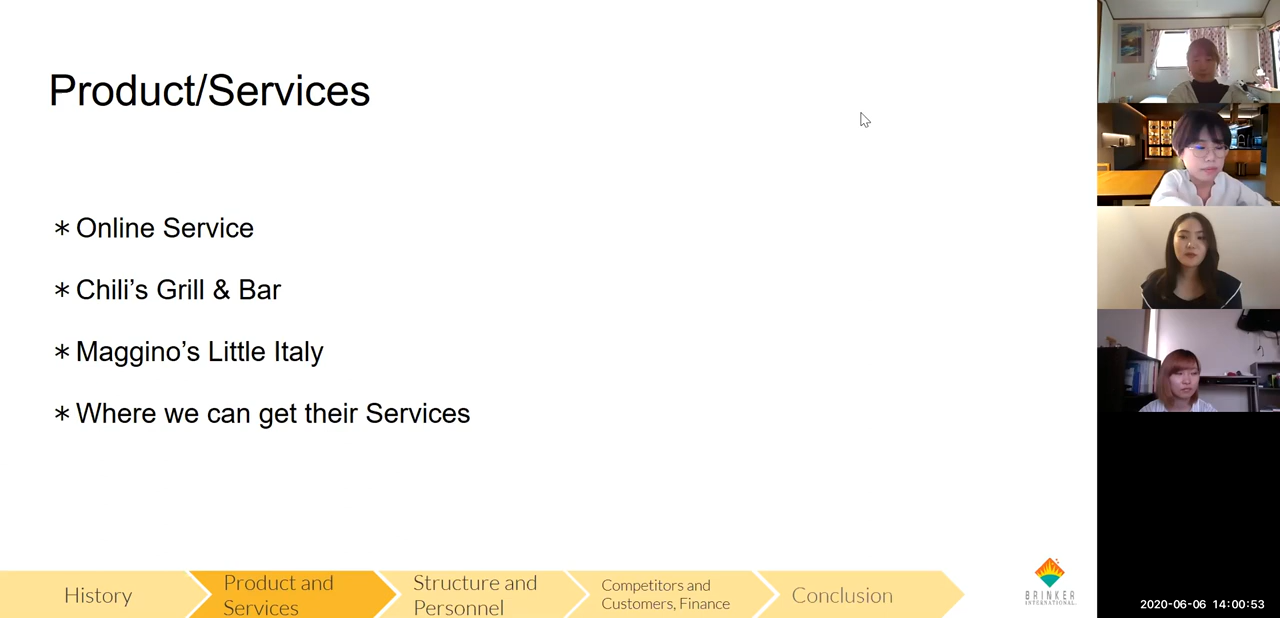 Product/Services
* Online Service
* Chili’s Grill & Bar
* Maggino’s Little Italy
* Where we can get their Services
History
Product and
Services
Structure and
Personnel
Competitors and
Customers, Finance
Conclusion
BRINKER
INTERNATIONAL.
2020-06-06 14:00:53